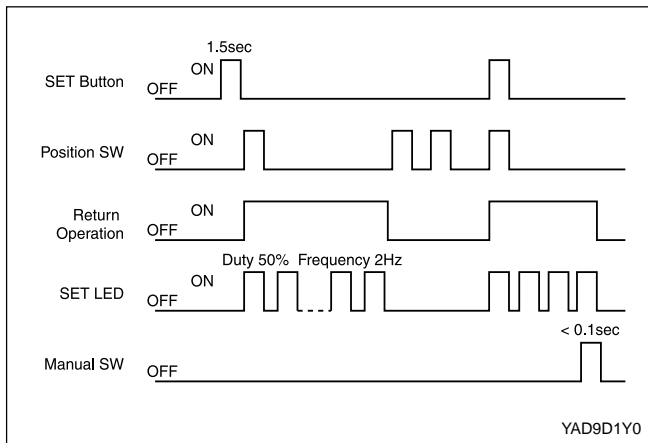 1.5sec
ON
SET Button
OFF
ON
Position SW
OFF
ON
Return
Operation
OFF
Duty 50% Frequency 2Hz
ON
SET LED
OFF
< 0.1sec
Manual SW
OFF
YAD9D1Y0